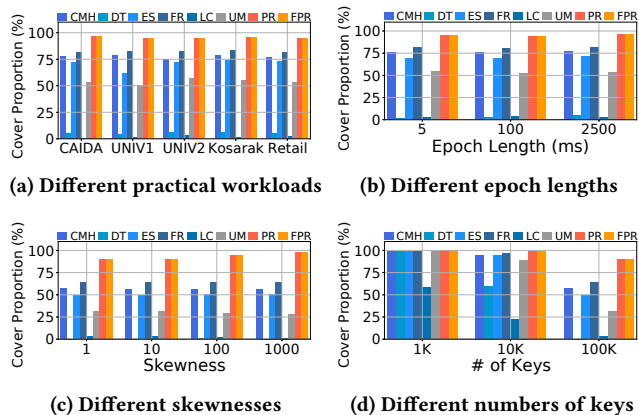 CMH DT ES FR LC UM PR FPR
Cover Proportion (%)
100
75
50
25
0
CAIDA UNIV1 UNIV2 Kosarak Retail
(a) Different practical workloads
CMH DT ES FR LC UM PR FPR
Cover Proportion (%)
100
75
50
25
0
5 100 2500
Epoch Length (ms)
(b) Different epoch lengths
CMH DT ES FR LC UM PR FPR
Cover Proportion (%)
100
75
50
25
0
1 10 100 1000
Skewness
(c) Different skewnesses
CMH DT ES FR LC UM PR FPR
Cover Proportion (%)
100
75
50
25
0
1K 10K 100K
# of Keys
(d) Different numbers of keys